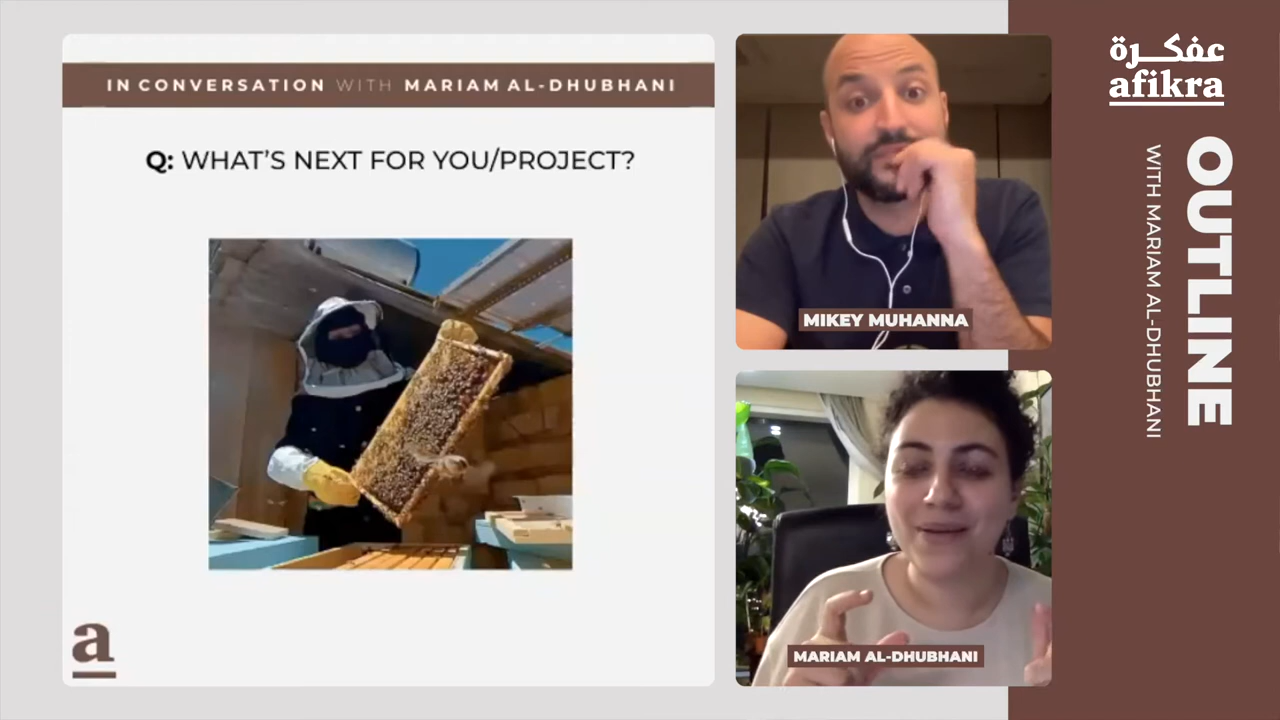 IN CONVERSATION WITH MARIAM AL-DHUBHANI
Q: WHAT'S NEXT FOR YOU/PROJECT?
a
MIKEY MUHANNA
MARIAM AL-DHUBHANI
عفكرة
afikra
OUTLINE
WITH MARIAM AL-DHUBHANI